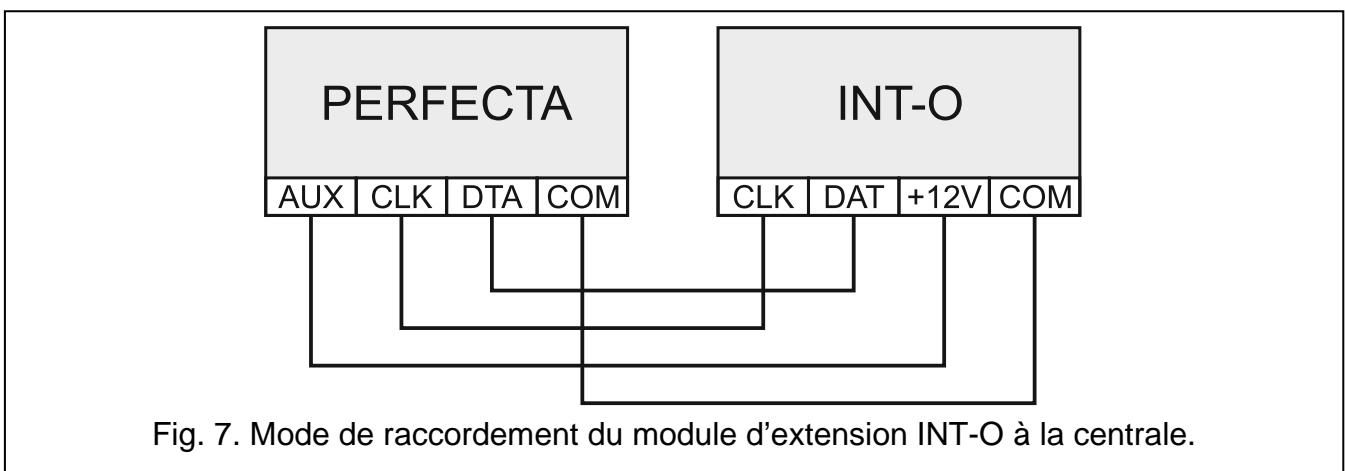 PERFECTA
INT-O
AUX CLK DTA COM
CLK DAT +12V COM
Fig. 7. Mode de raccordement du module d’extension INT-O à la centrale.